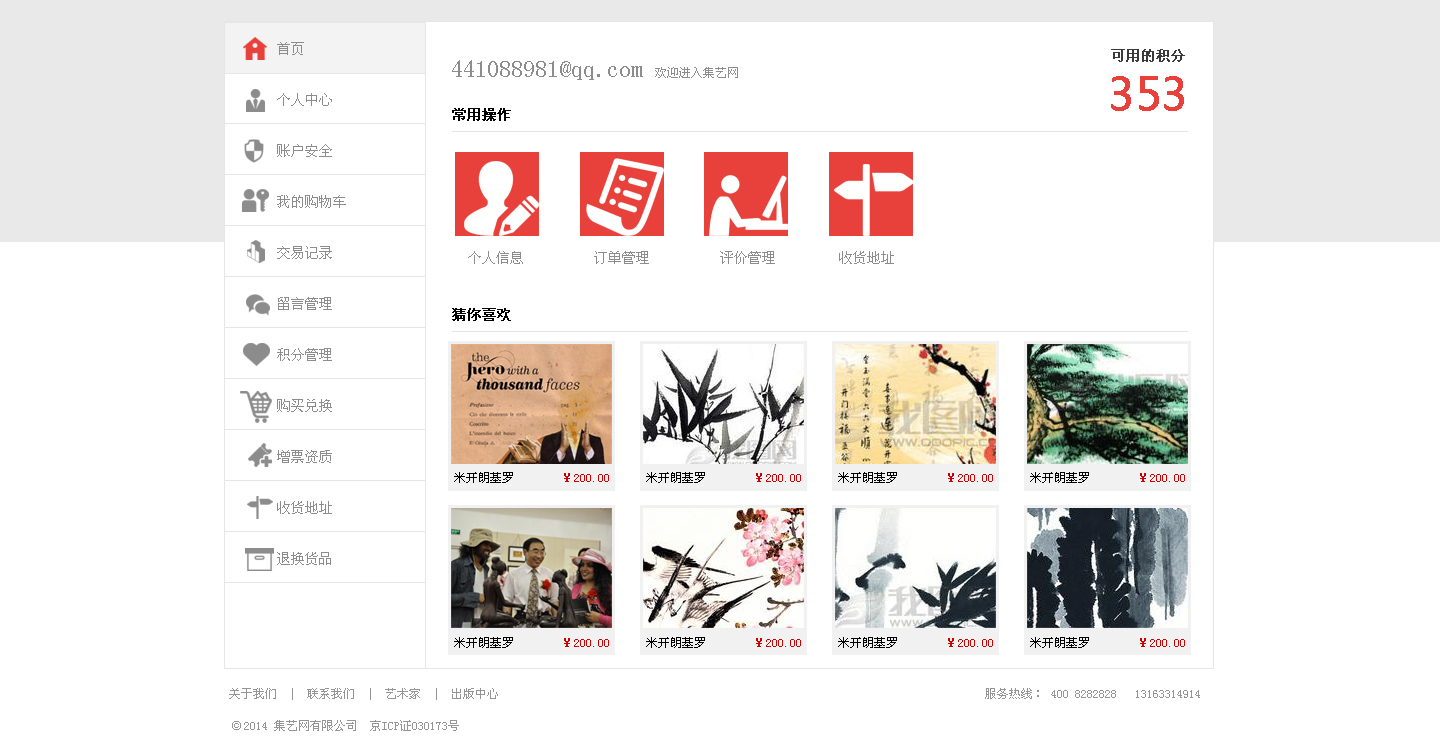 首页
个人中心
账户安全
我的购物车
交易记录
留言管理
积分管理
购买兑换
增票资质
收货地址
退换货品
441088981@qq.com 欢迎进入集艺网
可用的积分
353
常用操作
个人信息 订单管理 评价管理 收货地址
猜你喜欢
the
hero with a
thousand faces
米开朗基罗 ¥200.00
米开朗基罗 ¥200.00
米开朗基罗 ¥200.00
米开朗基罗 ¥200.00
米开朗基罗 ¥200.00
米开朗基罗 ¥200.00
米开朗基罗 ¥200.00
米开朗基罗 ¥200.00
关于我们 | 联系我们 | 艺术家 | 出版中心
服务热线： 400 8282828 13163314914
©2014 集艺网有限公司 京ICP证030173号